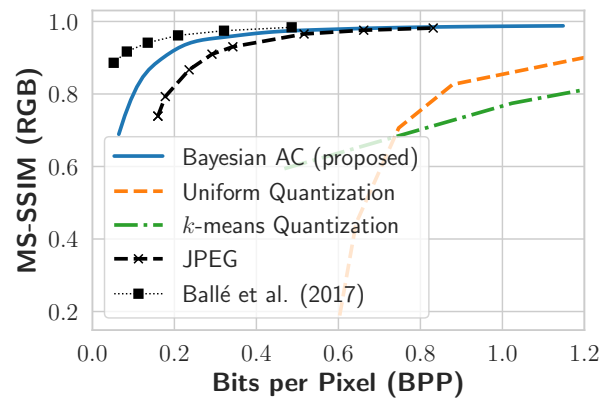 1.0
0.8
0.6
0.4
0.2
MS-SSIM (RGB)
Bayesian AC (proposed)
Uniform Quantization
k-means Quantization
JPEG
Ballé et al. (2017)
0.0 0.2 0.4 0.6 0.8 1.0 1.2
Bits per Pixel (BPP)